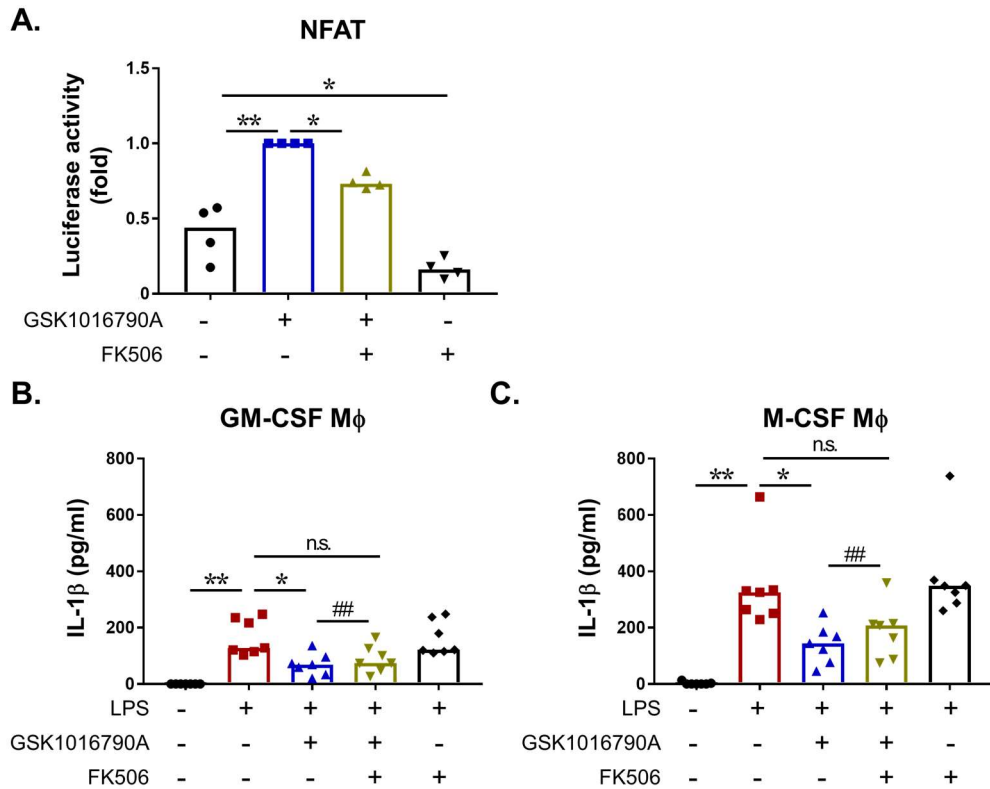 A.
NFAT
Luciferase activity
(fold)
1.5
1.0
0.5
0
*
** *
GSK1016790A - + + -
FK506 - - + +
B.
GM-CSF Mϕ
IL-1β (pg/ml)
800
600
400
200
0
n.s.
** *
##
LPS - + + + +
GSK1016790A - - + + -
FK506 - - - + +
C.
M-CSF Mϕ
IL-1β (pg/ml)
800
600
400
200
0
n.s.
** *
##
LPS - + + + +
GSK1016790A - - + + -
FK506 - - - + +